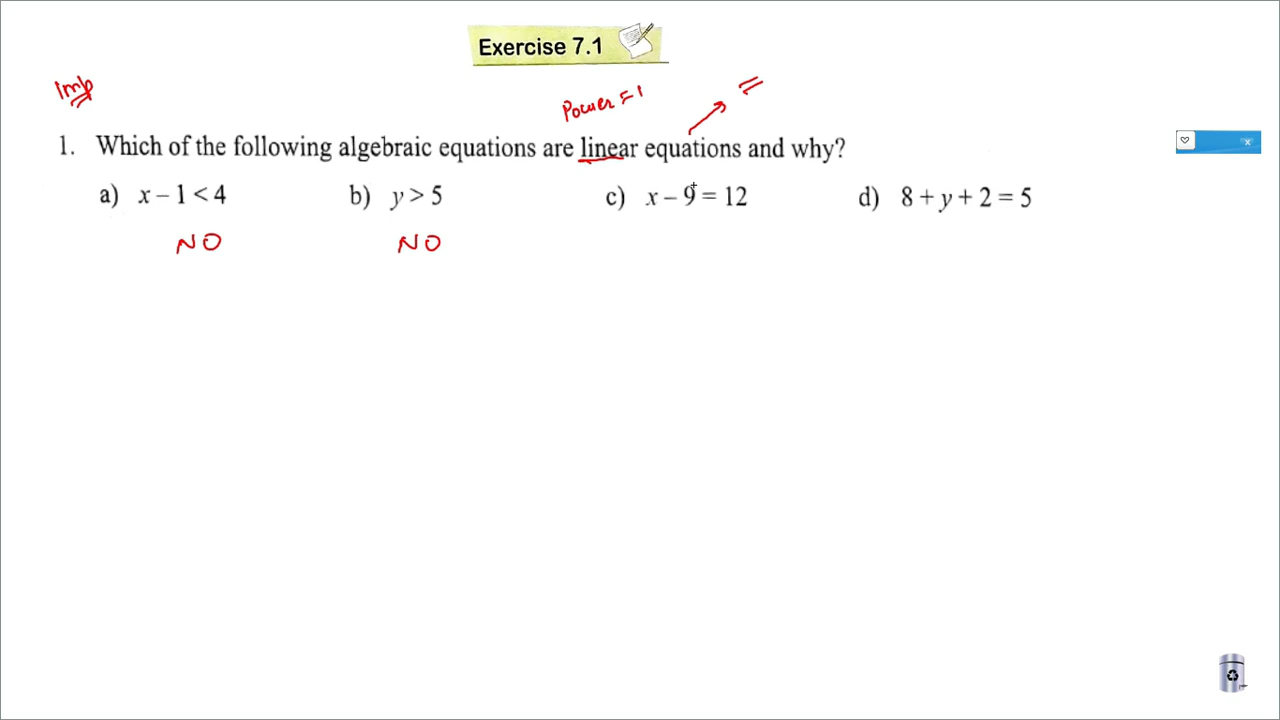 Exercise 7.1
Imp
Power = 1
=
1. Which of the following algebraic equations are linear equations and why?
a) x – 1 < 4 b) y > 5 c) x – 9 = 12 d) 8 + y + 2 = 5
NO NO